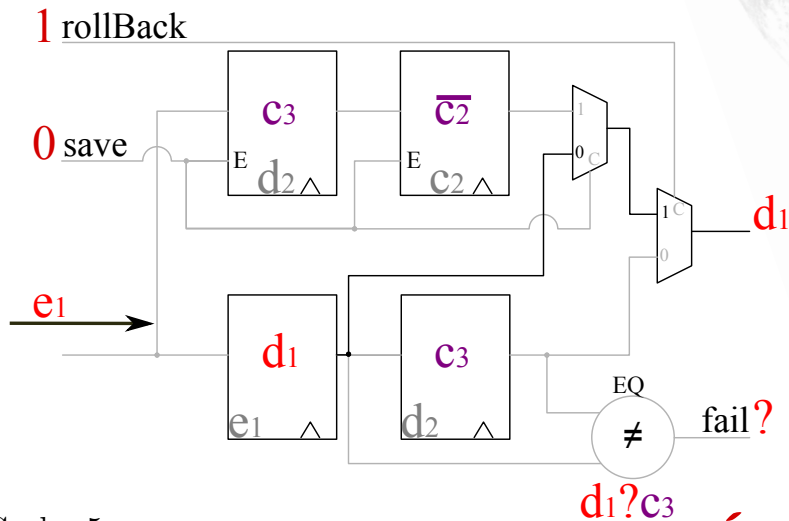 1 rollBack
c3
c2
1
0 save
E
d2
E
c2
0
C
1
C
d1
0
e1
d1
c3
EQ
e1
d2
≠
fail?
d1?c3